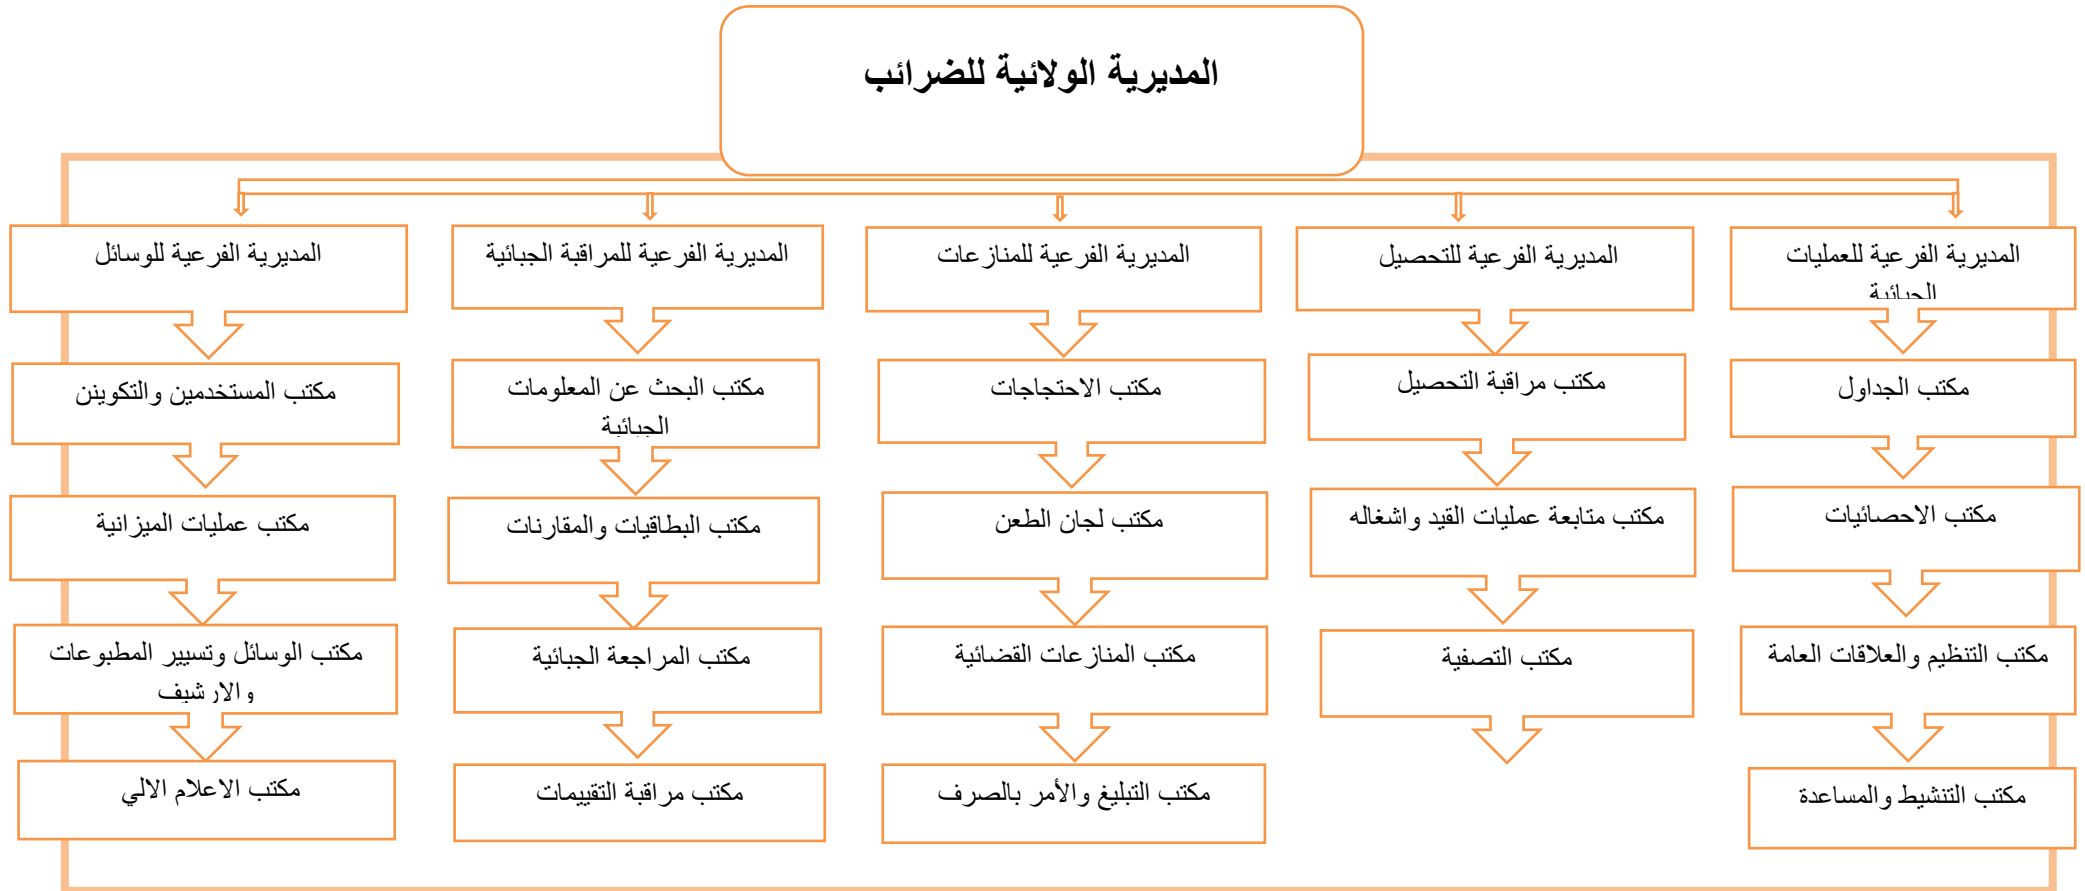 المديرية الولائية للضرائب
المديرية الفرعية للعمليات
الجبائية
المديرية الفرعية للتحصيل
المديرية الفرعية للمنازعات
المديرية الفرعية للمراقبة الجبائية
المديرية الفرعية للوسائل
مكتب الجداول
مكتب مراقبة التحصيل
مكتب الاحتجاجات
مكتب البحث عن المعلومات
الجبائية
مكتب المستخدمين والتكوينن
مكتب الاحصائيات
مكتب متابعة عمليات القيد واشغاله
مكتب لجان الطعن
مكتب البطاقيات والمقارنات
مكتب عمليات الميزانية
مكتب التنظيم والعلاقات العامة
مكتب التصفية
مكتب المنازعات القضائية
مكتب المراجعة الجبائية
مكتب الوسائل وتسيير المطبوعات
والارشيف
مكتب التنشيط والمساعدة
مكتب التبليغ والأمر بالصرف
مكتب مراقبة التقييمات
مكتب الاعلام الالي